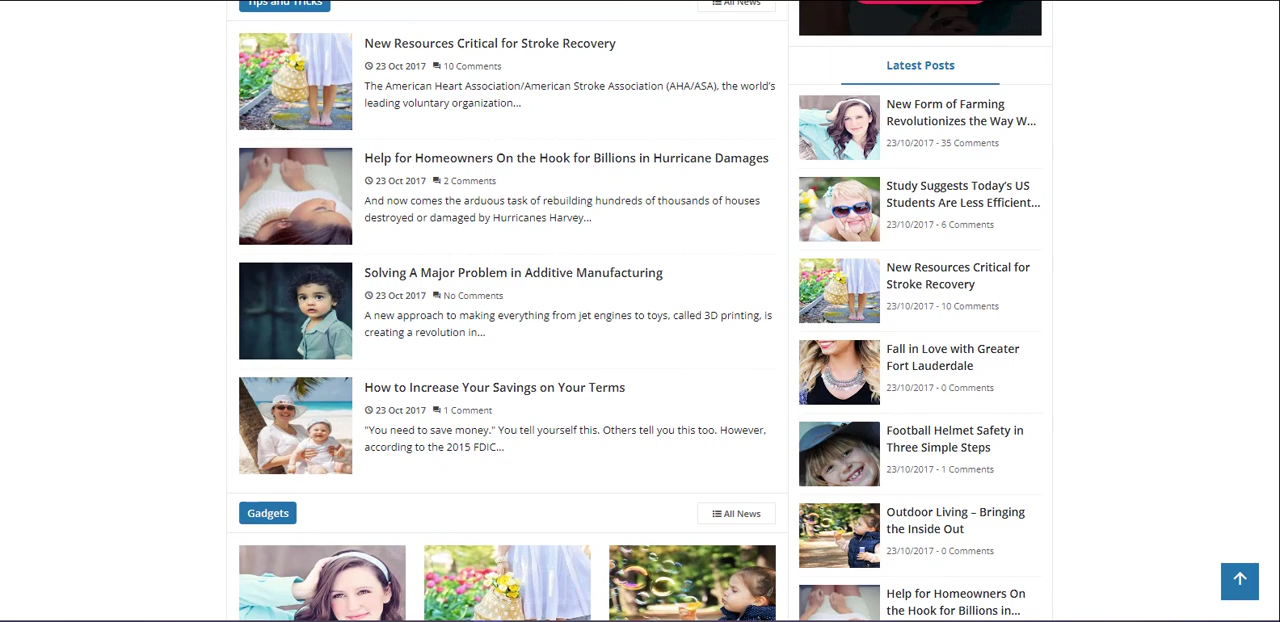 Tips and Tricks
All News
New Resources Critical for Stroke Recovery
23 Oct 2017 10 Comments
The American Heart Association/American Stroke Association (AHA/ASA), the world's
leading voluntary organization...
Help for Homeowners On the Hook for Billions in Hurricane Damages
23 Oct 2017 2 Comments
And now comes the arduous task of rebuilding hundreds of thousands of houses
destroyed or damaged by Hurricanes Harvey...
Solving A Major Problem in Additive Manufacturing
23 Oct 2017 No Comments
A new approach to making everything from jet engines to toys, called 3D printing, is
creating a revolution in...
How to Increase Your Savings on Your Terms
23 Oct 2017 1 Comment
"You need to save money." You tell yourself this. Others tell you this too. However,
according to the 2015 FDIC...
Gadgets
All News
Latest Posts
New Form of Farming
Revolutionizes the Way W...
23/10/2017 - 35 Comments
Study Suggests Today's US
Students Are Less Efficient...
23/10/2017 - 6 Comments
New Resources Critical for
Stroke Recovery
23/10/2017 - 10 Comments
Fall in Love with Greater
Fort Lauderdale
23/10/2017 - 0 Comments
Football Helmet Safety in
Three Simple Steps
23/10/2017 - 1 Comments
Outdoor Living – Bringing
the Inside Out
23/10/2017 - 0 Comments
Help for Homeowners On
the Hook for Billions in...